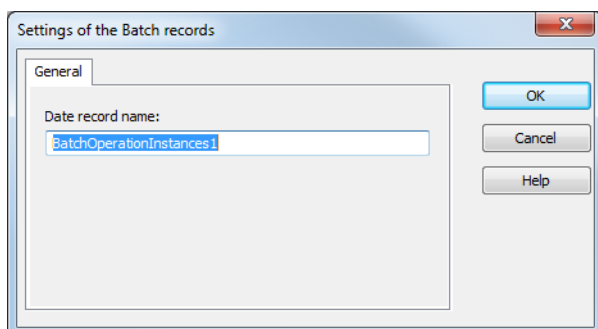 Settings of the Batch records
General
Date record name:
BatchOperationInstances1
OK
Cancel
Help